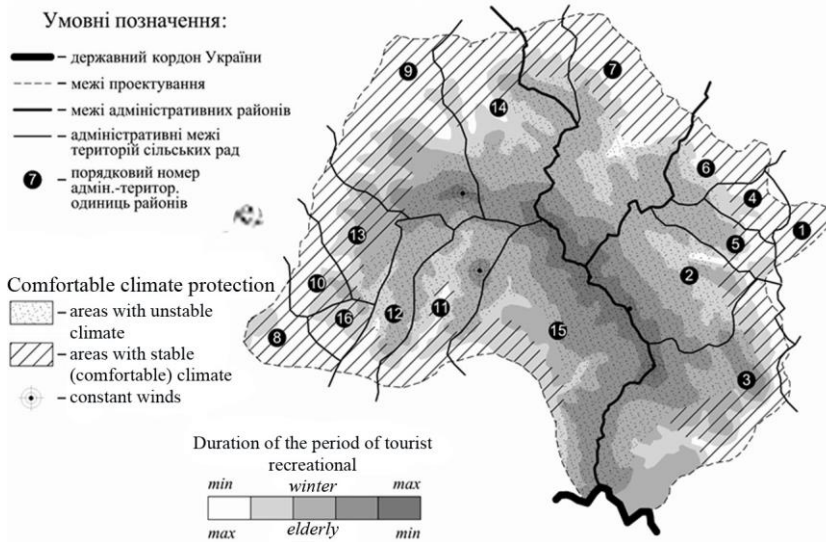 Умовні позначення:
– державний кордон України
– межі проектування
– межі адміністративних районів
– адміністративні межі
територій сільських рад
7 – порядковий номер
адмін.-територ.
одиниць районів
Comfortable climate protection
– areas with unstable
climate
– areas with stable
(comfortable) climate
– constant winds
Duration of the period of tourist
recreational
min winter max
max elderly min
9
7
14
6
4
1
13
5
2
10
11
12
16
15
8
3